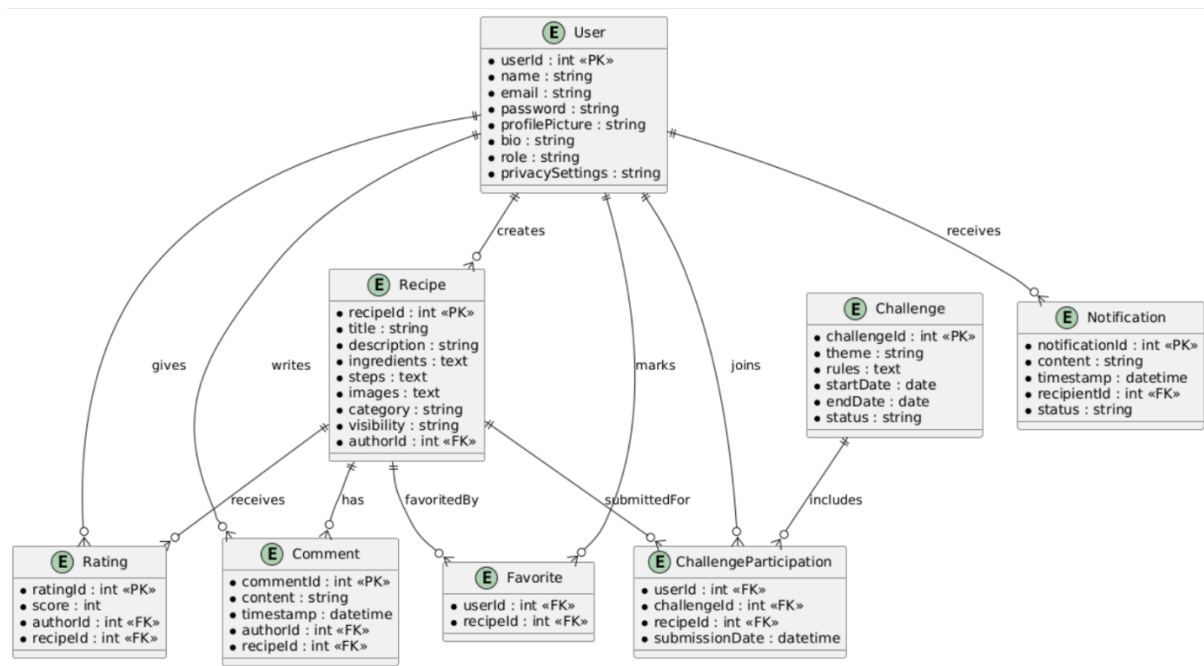 E User
userId : int «PK»
name : string
email : string
password : string
profilePicture : string
bio : string
role : string
privacySettings : string
creates
receives
E Recipe
recipeId : int «PK»
title : string
description : string
ingredients : text
steps : text
images : text
category : string
visibility : string
authorId : int «FK»
E Challenge
challengeId : int «PK»
theme : string
rules : text
startDate : date
endDate : date
status : string
E Notification
notificationId : int «PK»
content : string
timestamp : datetime
recipientId : int «FK»
status : string
gives
writes
marks
joins
receives
has
favoritedBy
submittedFor
includes
E Rating
ratingId : int «PK»
score : int
authorId : int «FK»
recipeId : int «FK»
E Comment
commentId : int «PK»
content : string
timestamp : datetime
authorId : int «FK»
recipeId : int «FK»
E Favorite
userId : int «FK»
recipeId : int «FK»
E ChallengeParticipation
userId : int «FK»
challengeId : int «FK»
recipeId : int «FK»
submissionDate : datetime